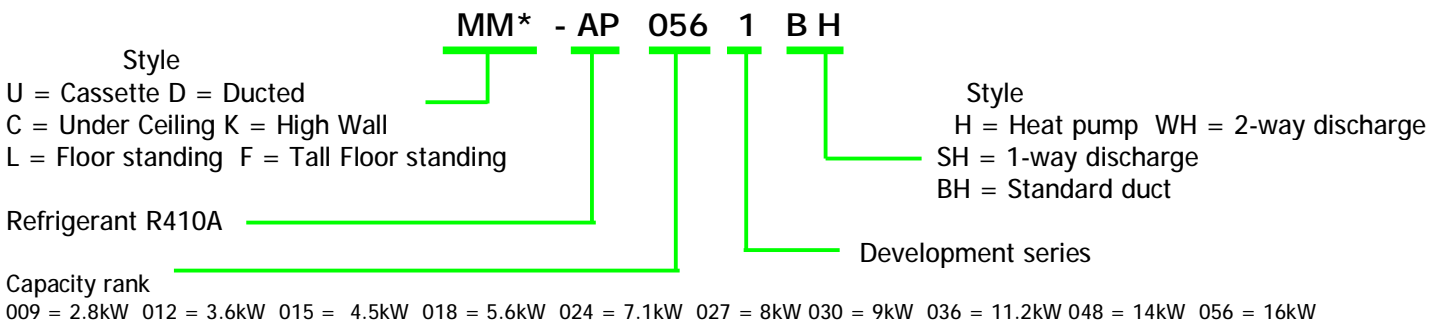 MM* - AP 056 1 B H
Style
U = Cassette D = Ducted
C = Under Ceiling K = High Wall
L = Floor standing F = Tall Floor standing
Style
H = Heat pump WH = 2-way discharge
SH = 1-way discharge
BH = Standard duct
Refrigerant R410A
Development series
Capacity rank
009 = 2.8kW 012 = 3.6kW 015 = 4.5kW 018 = 5.6kW 024 = 7.1kW 027 = 8kW 030 = 9kW 036 = 11.2kW 048 = 14kW 056 = 16kW